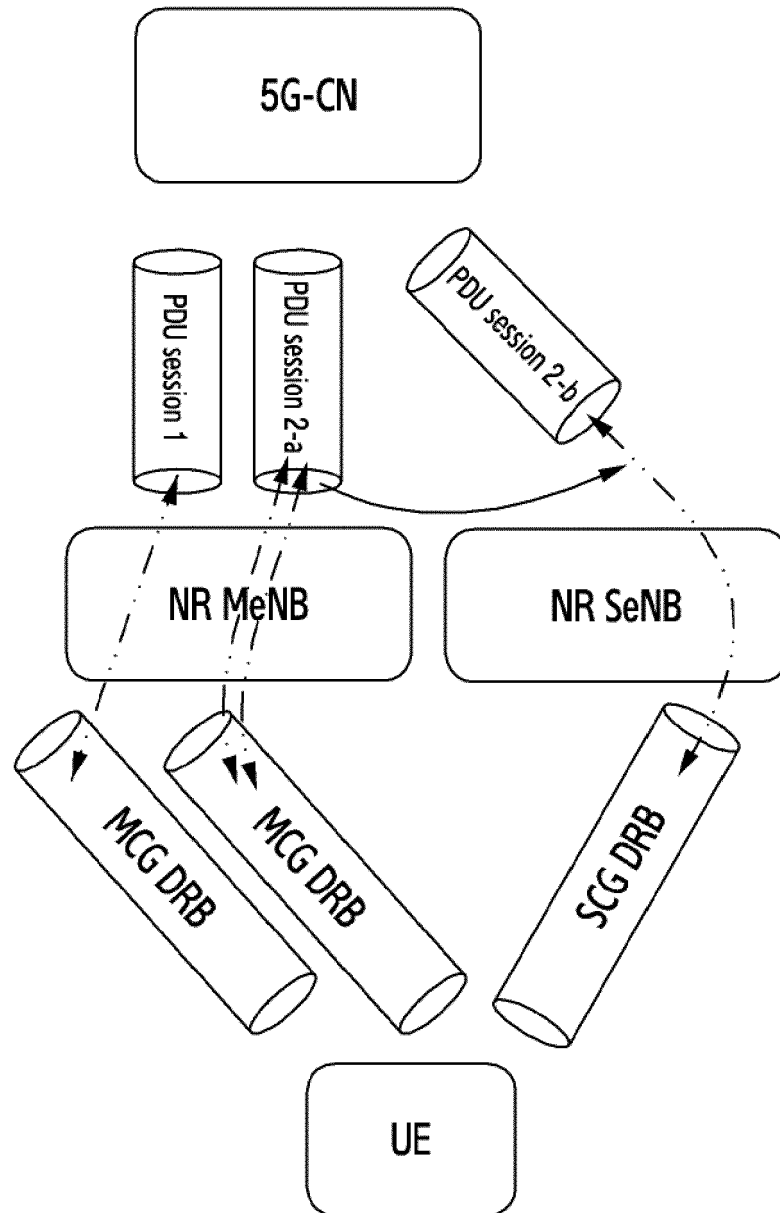 5G-CN
PDU session 1
PDU session 2-a
PDU session 2-b
NR MeNB
NR SeNB
MCG DRB
MCG DRB
SCG DRB
UE